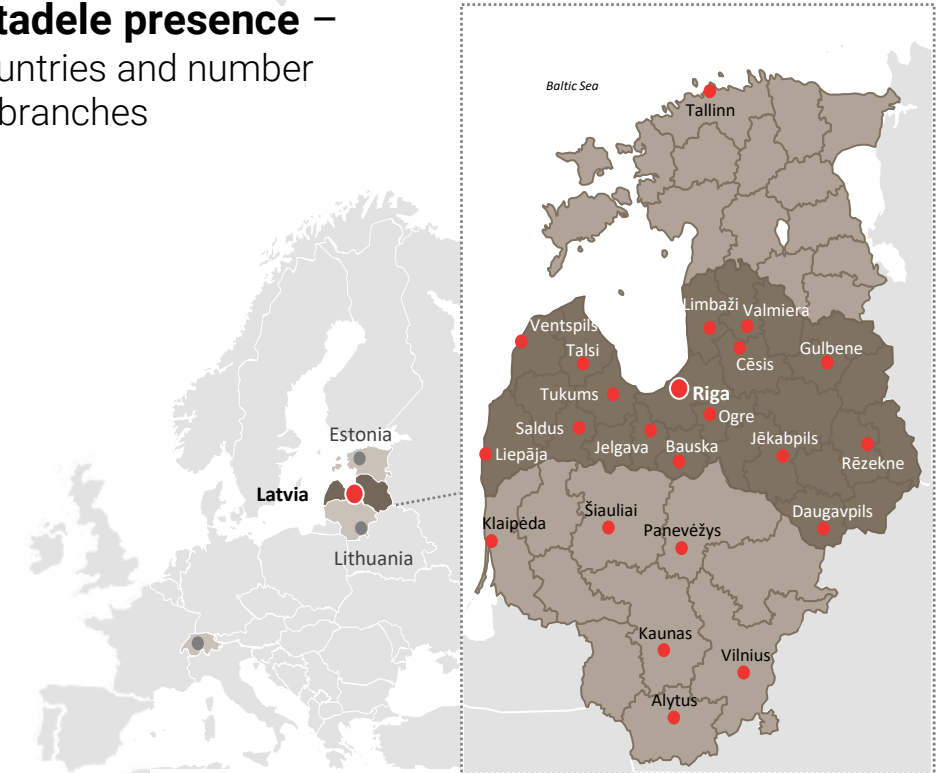 tadele presence –
untries and number
branches
Baltic Sea
Tallinn
Limbaži
Valmiera
Ventspils
Talsi
Cēsis
Gulbene
Tukums
Riga
Ogre
Saldus
Jelgava
Bauska
Jēkabpils
Liepāja
Rēzekne
Daugavpils
Klaipėda
Šiauliai
Panevėžys
Kaunas
Vilnius
Alytus
Estonia
Latvia
Lithuania